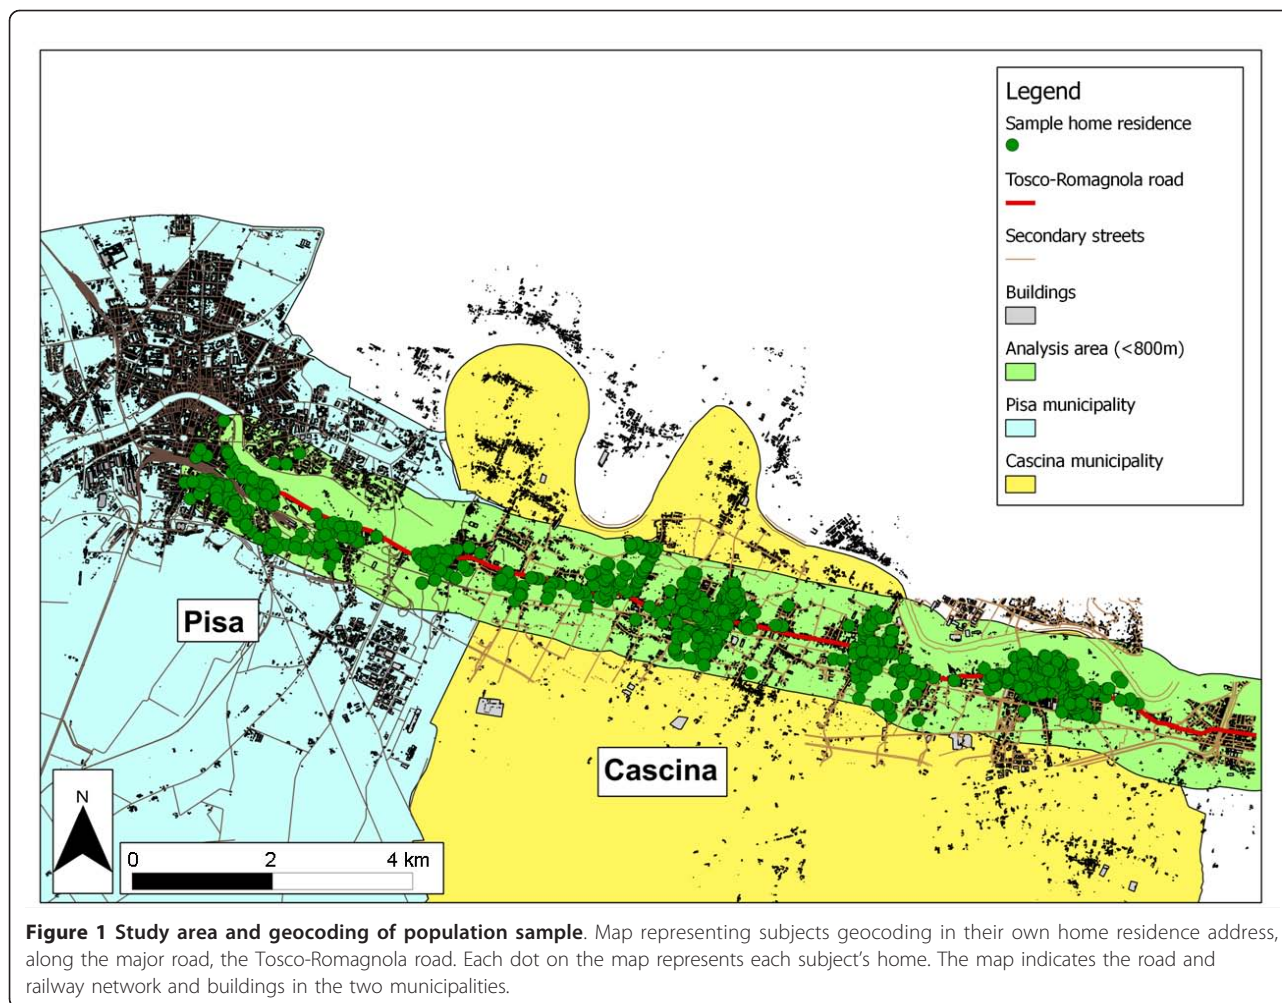 Legend
Sample home residence
Tosco-Romagnola road
Secondary streets
Buildings
Analysis area (<800m)
Pisa municipality
Cascina municipality
Pisa
Cascina
N
0 2 4 km
Figure 1 Study area and geocoding of population sample. Map representing subjects geocoding in their own home residence address,
along the major road, the Tosco-Romagnola road. Each dot on the map represents each subject's home. The map indicates the road and
railway network and buildings in the two municipalities.